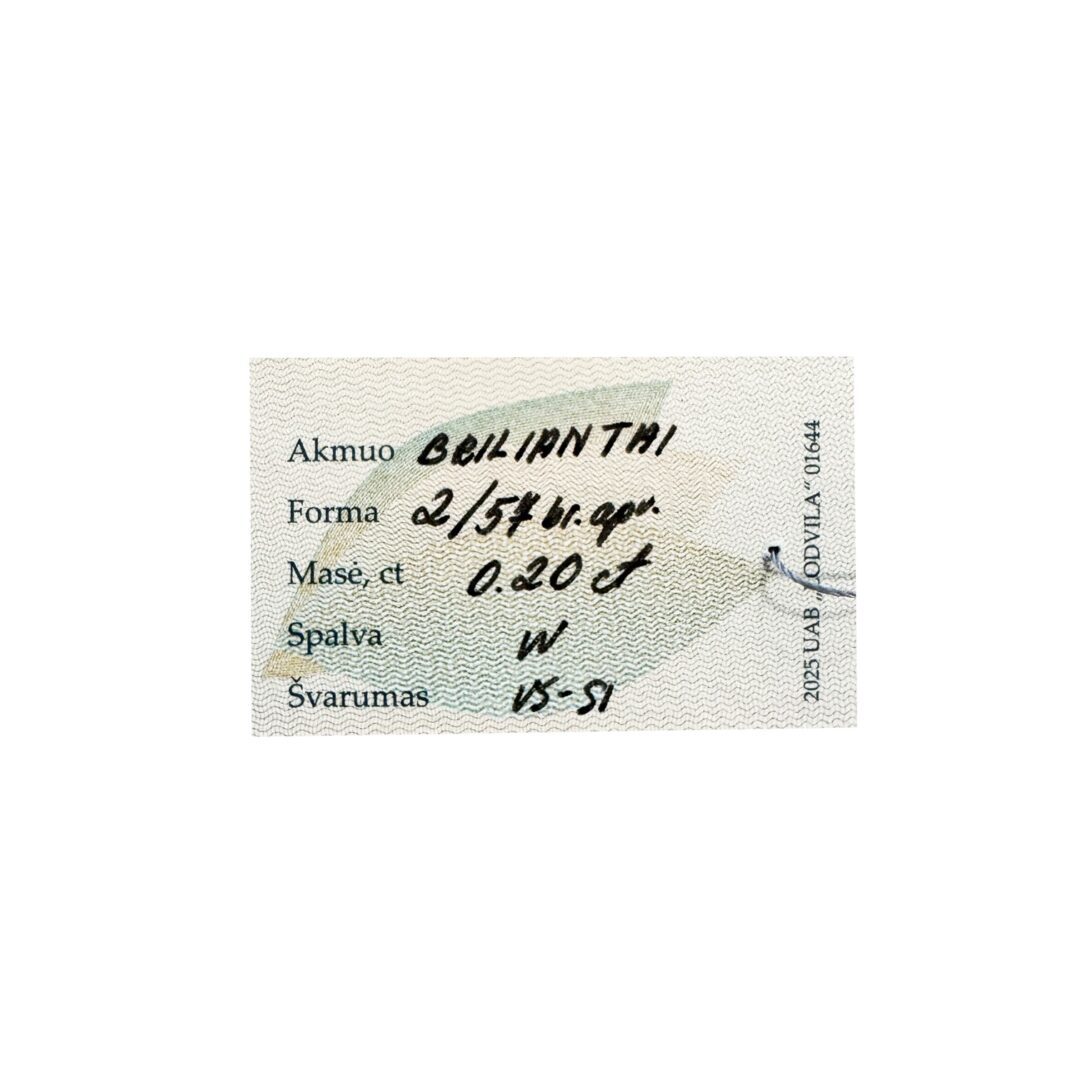 Akmuo BRILIANTAI
Forma 2/57 br. apv.
Masė, ct 0.20 ct
Spalva W
Švarumas VS-SI
2025 UAB 01644